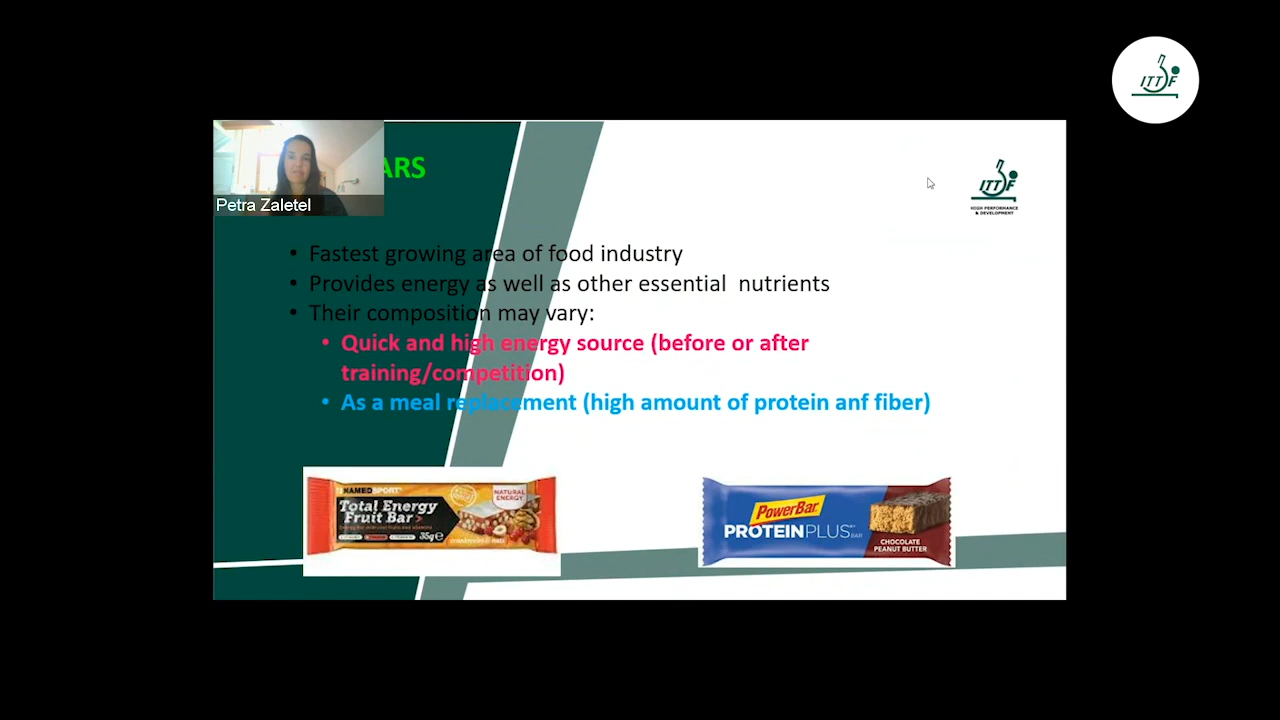 ITTF
ARS
Petra Zaletel
ITTF
HIGH PERFORMANCE
& DEVELOPMENT
• Fastest growing area of food industry
• Provides energy as well as other essential nutrients
• Their composition may vary:
• Quick and high energy source (before or after
training/competition)
• As a meal replacement (high amount of protein anf fiber)
NAMEDSPORT
NATURAL
ENERGY
Total Energy
Fruit Bar >
35g e
PowerBar
PROTEINPLUS
BAR
CHOCOLATE
PEANUT BUTTER